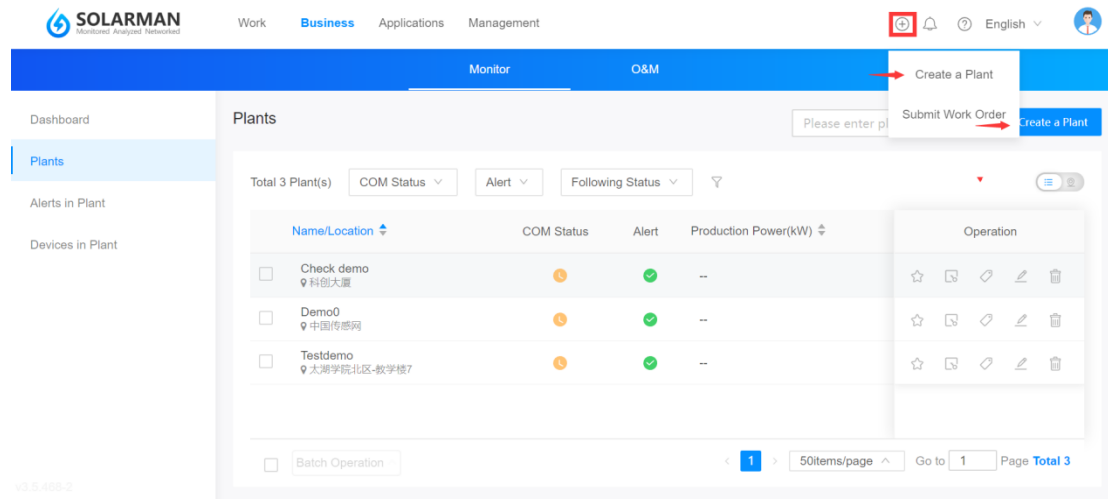 SOLARMAN
Monitored Analyzed Networked
Work Business Applications Management English
Monitor O&M
Create a Plant
Submit Work Order
Dashboard
Plants
Alerts in Plant
Devices in Plant
Plants
Please enter pl
Create a Plant
Total 3 Plant(s) COM Status Alert Following Status
Name/Location COM Status Alert Production Power(kW) Operation
Check demo
科创大厦
--
Demo0
中国传感网
--
Testdemo
太湖学院北区-教学楼7
--
Batch Operation < 1 > 50items/page Go to 1 Page Total 3